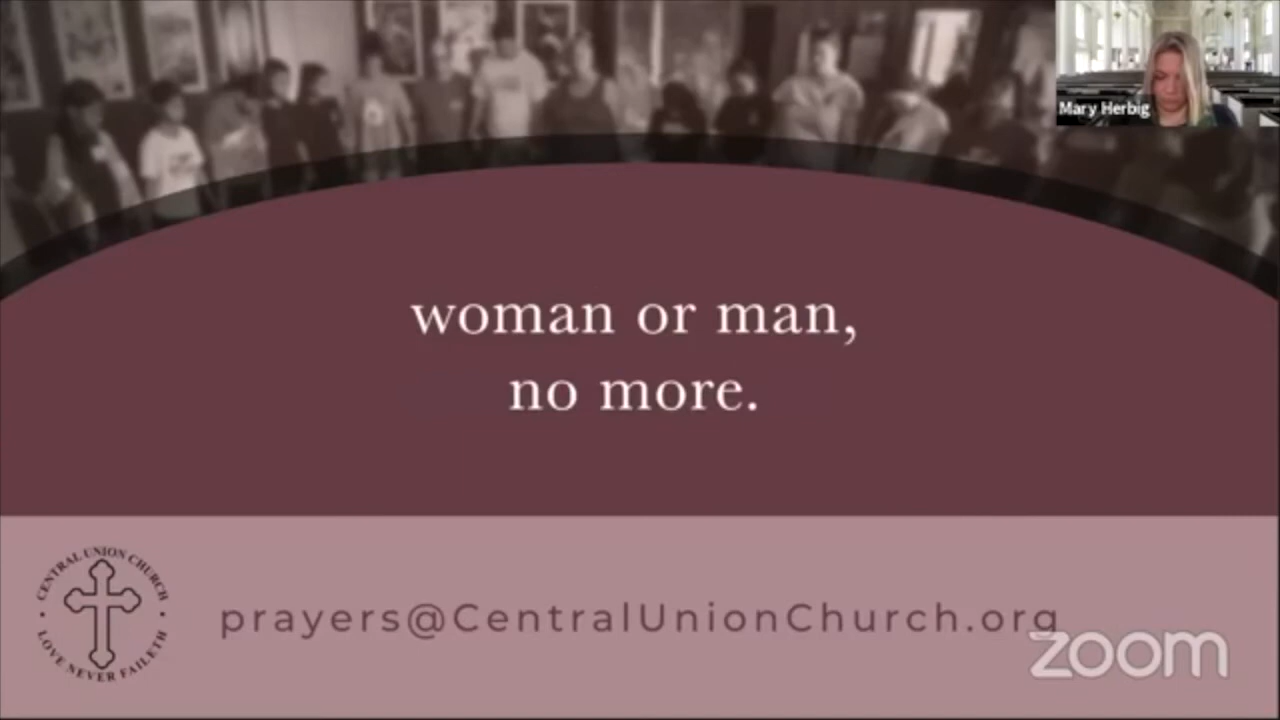 Mary Herbig
woman or man,
no more.
CENTRAL UNION CHURCH
LOVE NEVER FAILETH
prayers@CentralUnionChurch.org
zoom